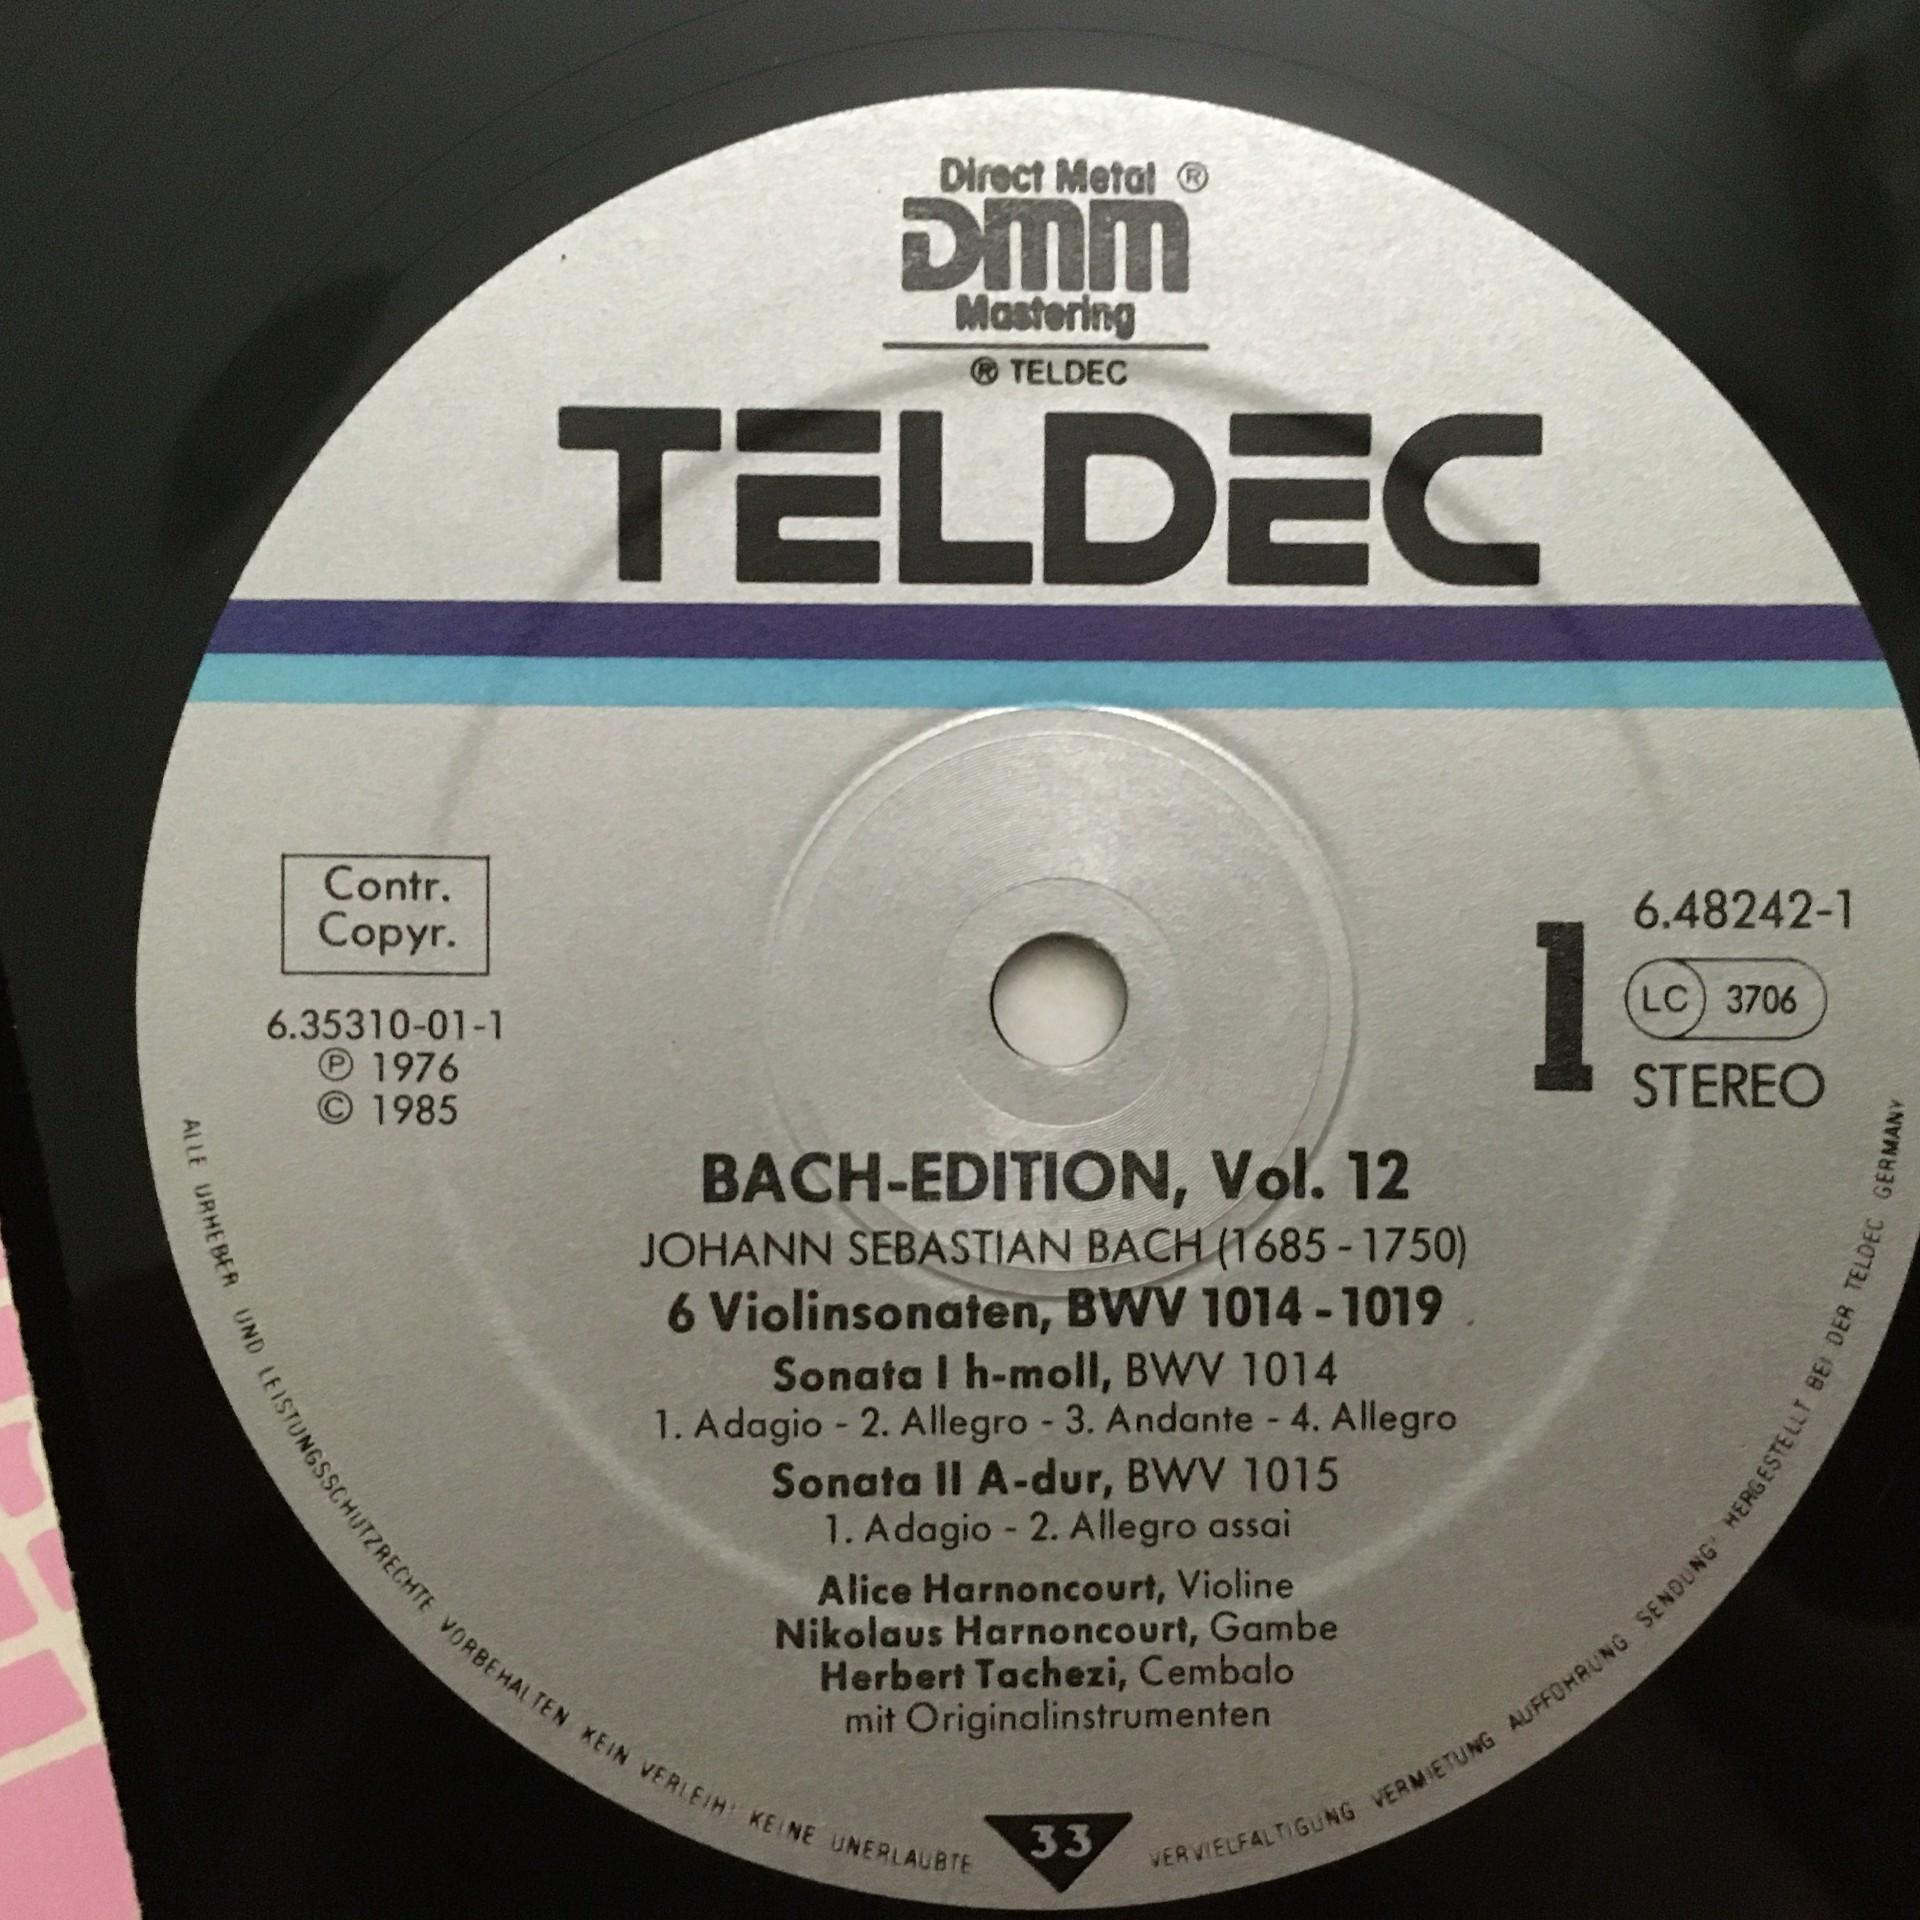 Direct Metal ®
DMM
Mastering
® TELDEC
TELDEC
Contr.
Copyr.
6.35310-01-1
℗ 1976
© 1985
1
6.48242-1
LC 3706
STEREO
BACH-EDITION, Vol. 12
JOHANN SEBASTIAN BACH (1685 - 1750)
6 Violinsonaten, BWV 1014 - 1019
Sonata I h-moll, BWV 1014
1. Adagio - 2. Allegro - 3. Andante - 4. Allegro
Sonata II A-dur, BWV 1015
1. Adagio - 2. Allegro assai
Alice Harnoncourt, Violine
Nikolaus Harnoncourt, Gambe
Herbert Tachezi, Cembalo
mit Originalinstrumenten
33
ALLE URHEBER UND LEISTUNGSSCHUTZRECHTE VORBEHALTEN KEIN VERLEIH! KEINE UNERLAUBTE VERVIELFÄLTIGUNG VERMIETUNG AUFFÜHRUNG SENDUNG! HERGESTELLT BEI DER TELDEC GERMANY